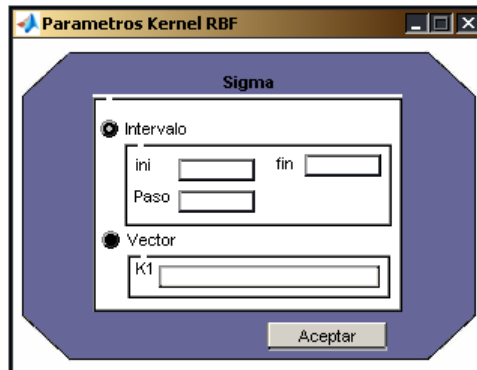 Parametros Kernel RBF
Sigma
Intervalo
ini fin
Paso
Vector
K1
Aceptar